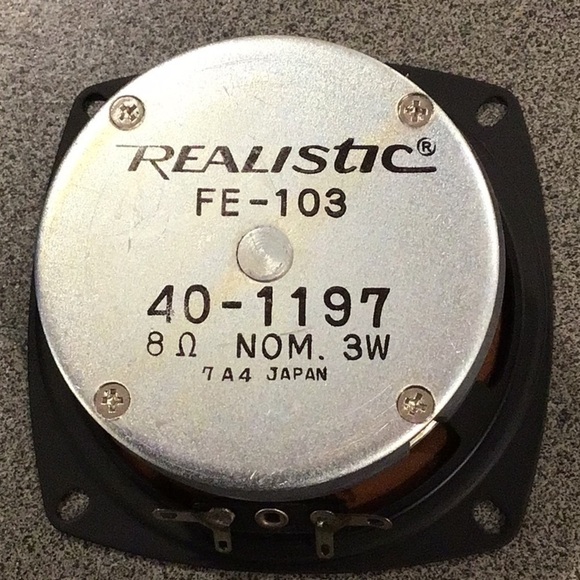 REALISTIC®
FE-103
40-1197
8Ω NOM. 3W
7A4 JAPAN